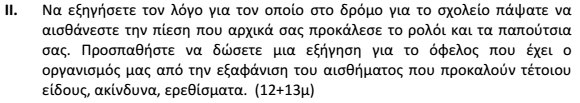 II. Να εξηγήσετε τον λόγο για τον οποίο στο δρόμο για το σχολείο πάψατε να
αισθάνεστε την πίεση που αρχικά σας προκάλεσε το ρολόι και τα παπούτσια
σας. Προσπαθήστε να δώσετε μια εξήγηση για το όφελος που έχει ο
οργανισμός μας από την εξαφάνιση του αισθήματος που προκαλούν τέτοιου
είδους, ακίνδυνα, ερεθίσματα. (12+13μ)